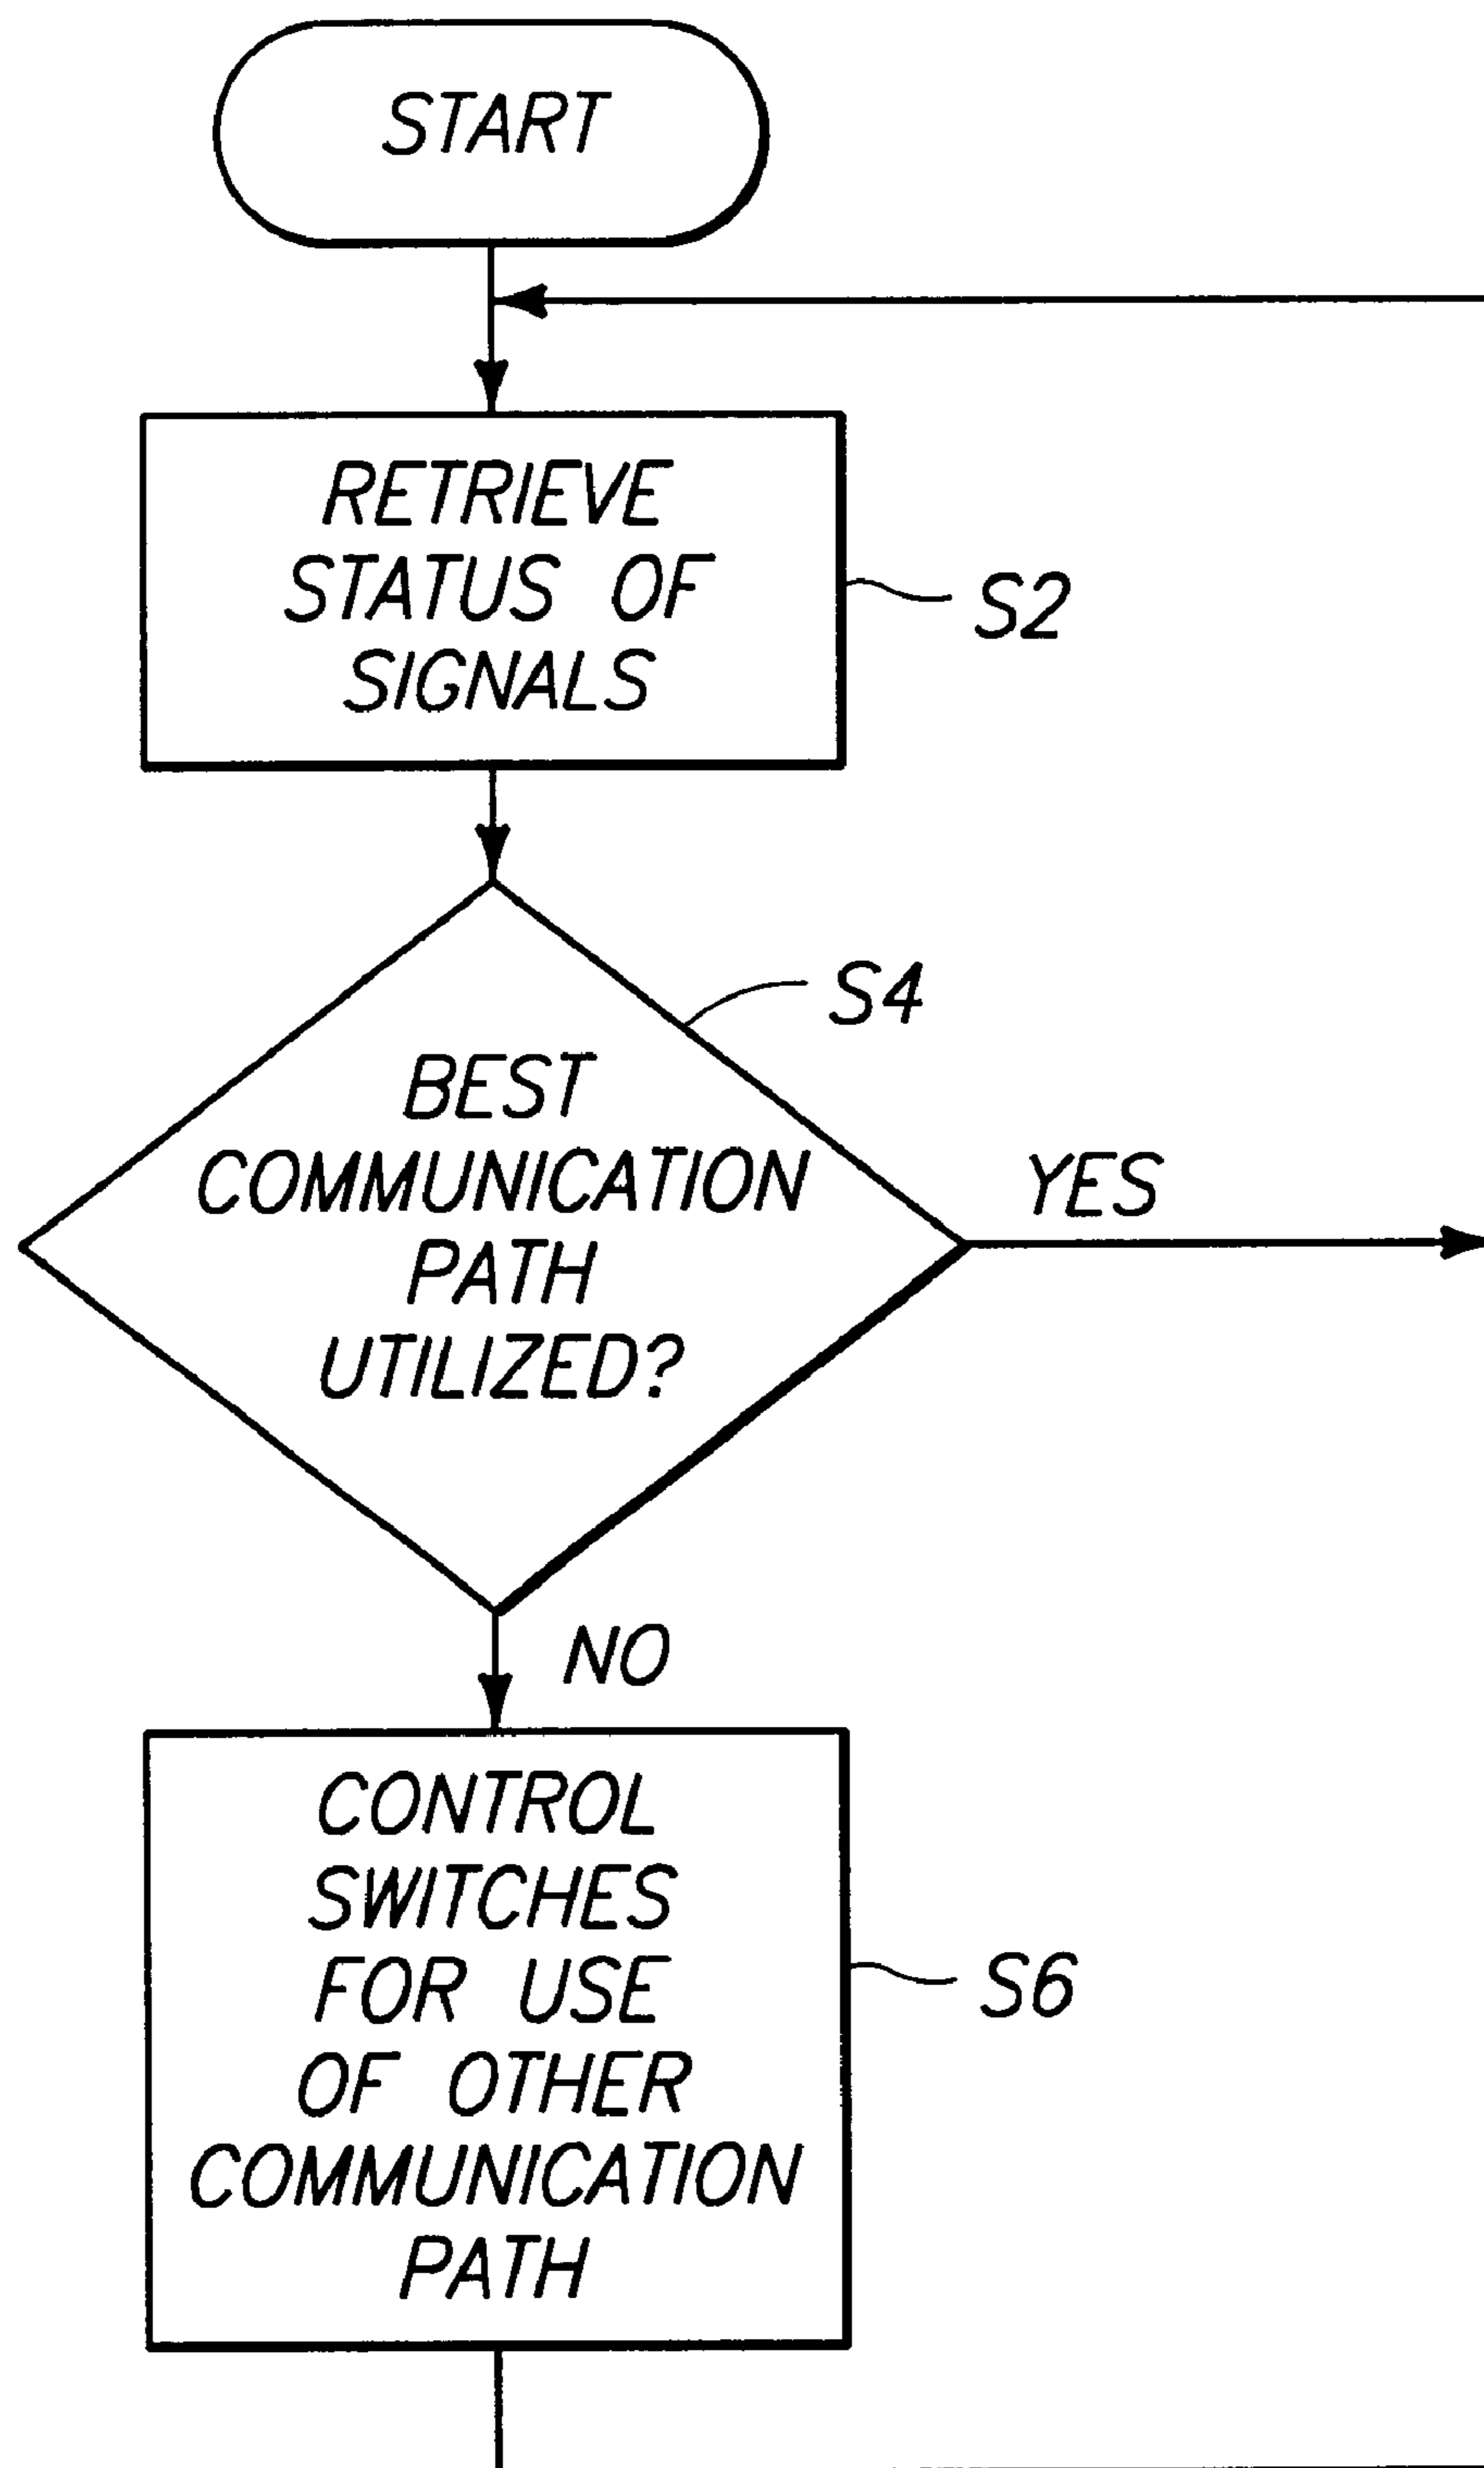 START
RETRIEVE
STATUS OF
SIGNALS
S2
S4
BEST
COMMUNICATION
PATH
UTILIZED?
YES
NO
CONTROL
SWITCHES
FOR USE
OF OTHER
COMMUNICATION
PATH
S6